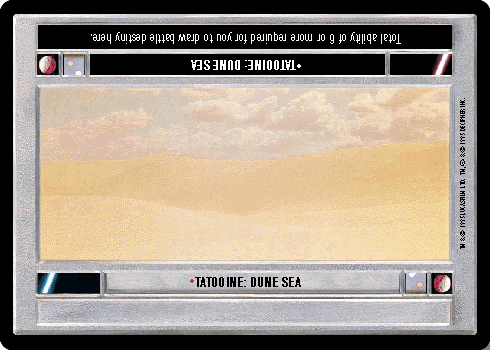 Total ability of 6 or more required for you to draw battle destiny here.
•TATOOINE: DUNE SEA
•TATOOINE: DUNE SEA